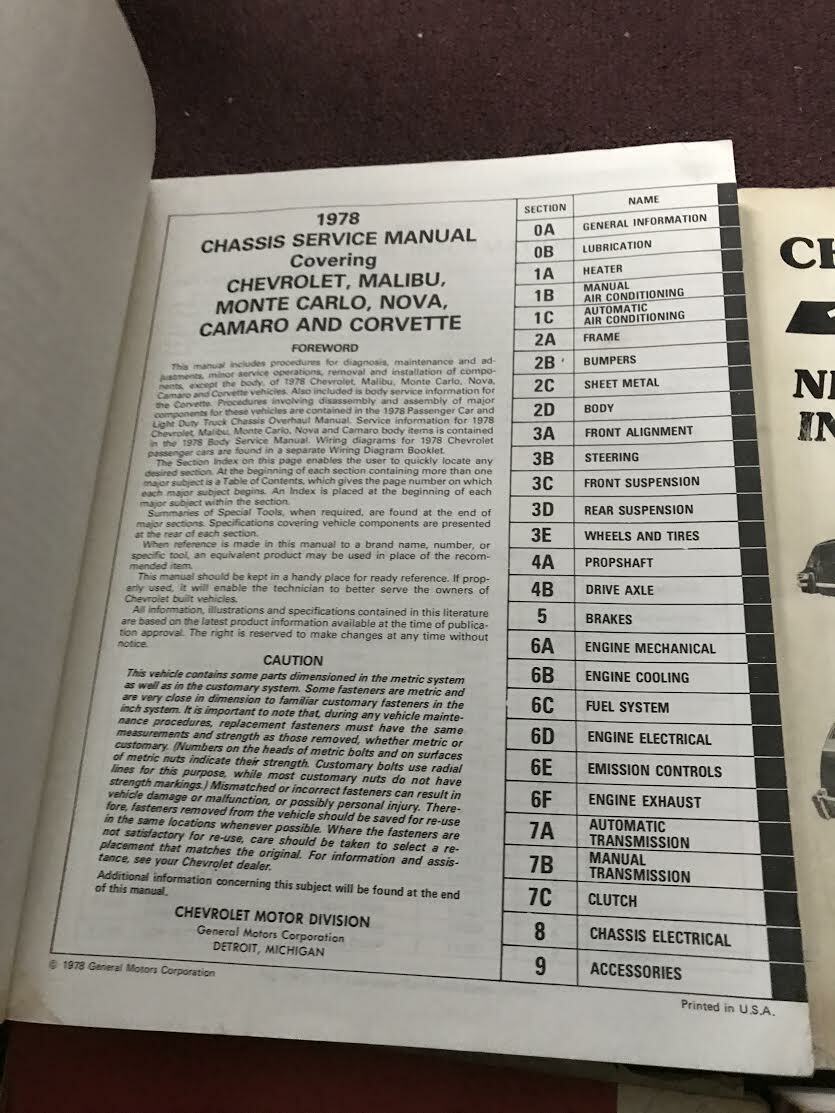 1978
CHASSIS SERVICE MANUAL
Covering
CHEVROLET, MALIBU,
MONTE CARLO, NOVA,
CAMARO AND CORVETTE
FOREWORD
This manual includes procedures for diagnosis, maintenance and ad-
justments, minor service operations, removal and installation of compo-
nents, except the body, of 1978 Chevrolet, Malibu, Monte Carlo, Nova,
Camaro and Corvette vehicles. Also included is body service information for
the Corvette. Procedures involving disassembly and assembly of major
components for these vehicles are contained in the 1978 Passenger Car and
Light Duty Truck Chassis Overhaul Manual. Service information for 1978
Chevrolet, Malibu, Monte Carlo, Nova and Camaro body items is contained
in the 1978 Body Service Manual. Wiring diagrams for 1978 Chevrolet
passenger cars are found in a separate Wiring Diagram Booklet.
The Section Index on this page enables the user to quickly locate any
desired section. At the beginning of each section containing more than one
major subject is a Table of Contents, which gives the page number on which
each major subject begins. An Index is placed at the beginning of each
major subject within the section.
Summaries of Special Tools, when required, are found at the end of
major sections. Specifications covering vehicle components are presented
at the rear of each section.
When reference is made in this manual to a brand name, number, or
specific tool, an equivalent product may be used in place of the recom-
mended item.
This manual should be kept in a handy place for ready reference. If prop-
erly used, it will enable the technician to better serve the owners of
Chevrolet built vehicles.
All information, illustrations and specifications contained in this literature
are based on the latest product information available at the time of publica-
tion approval. The right is reserved to make changes at any time without
notice.
CAUTION
This vehicle contains some parts dimensioned in the metric system
as well as in the customary system. Some fasteners are metric and
are very close in dimension to familiar customary fasteners in the
inch system. It is important to note that, during any vehicle mainte-
nance procedures, replacement fasteners must have the same
measurements and strength as those removed, whether metric or
customary. (Numbers on the heads of metric bolts and on surfaces
of metric nuts indicate their strength. Customary bolts use radial
lines for this purpose, while most customary nuts do not have
strength markings.) Mismatched or incorrect fasteners can result in
vehicle damage or malfunction, or possibly personal injury. There-
fore, fasteners removed from the vehicle should be saved for re-use
in the same locations whenever possible. Where the fasteners are
not satisfactory for re-use, care should be taken to select a re-
placement that matches the original. For information and assis-
tance, see your Chevrolet dealer.
Additional information concerning this subject will be found at the end
of this manual.
CHEVROLET MOTOR DIVISION
General Motors Corporation
DETROIT, MICHIGAN
© 1978 General Motors Corporation
SECTION NAME
0A GENERAL INFORMATION
0B LUBRICATION
1A HEATER
1B MANUAL
AIR CONDITIONING
1C AUTOMATIC
AIR CONDITIONING
2A FRAME
2B BUMPERS
2C SHEET METAL
2D BODY
3A FRONT ALIGNMENT
3B STEERING
3C FRONT SUSPENSION
3D REAR SUSPENSION
3E WHEELS AND TIRES
4A PROPSHAFT
4B DRIVE AXLE
5 BRAKES
6A ENGINE MECHANICAL
6B ENGINE COOLING
6C FUEL SYSTEM
6D ENGINE ELECTRICAL
6E EMISSION CONTROLS
6F ENGINE EXHAUST
7A AUTOMATIC
TRANSMISSION
7B MANUAL
TRANSMISSION
7C CLUTCH
8 CHASSIS ELECTRICAL
9 ACCESSORIES
Printed in U.S.A.